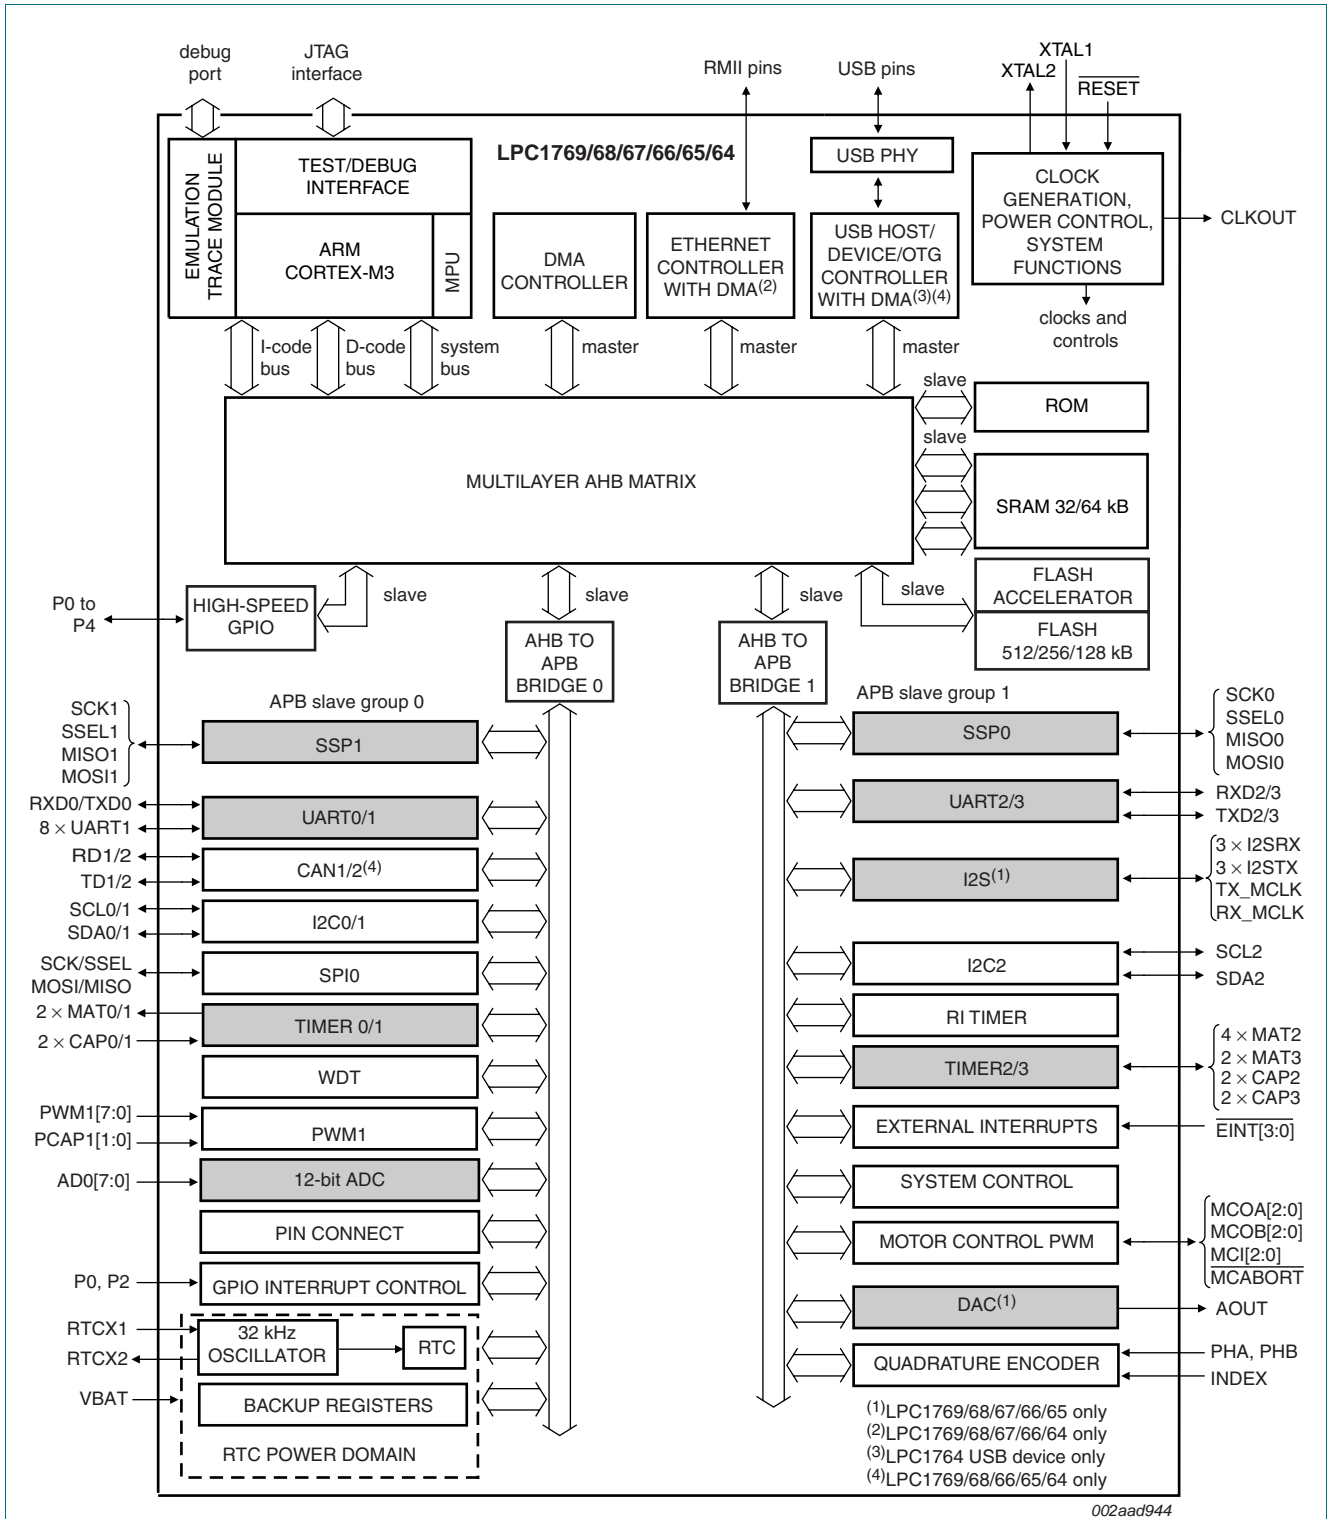 debug
port
JTAG
interface
RMII pins
USB pins
XTAL1
XTAL2
RESET
LPC1769/68/67/66/65/64
EMULATION
TRACE MODULE
TEST/DEBUG
INTERFACE
ARM
CORTEX-M3
MPU
DMA
CONTROLLER
ETHERNET
CONTROLLER
WITH DMA(2)
USB PHY
USB HOST/
DEVICE/OTG
CONTROLLER
WITH DMA(3)(4)
CLOCK
GENERATION,
POWER CONTROL,
SYSTEM
FUNCTIONS
CLKOUT
clocks and
controls
I-code
bus
D-code
bus
system
bus
master
master
master
slave
ROM
slave
SRAM 32/64 kB
MULTILAYER AHB MATRIX
P0 to
P4
HIGH-SPEED
GPIO
slave
slave
slave
slave
FLASH
ACCELERATOR
FLASH
512/256/128 kB
AHB TO
APB
BRIDGE 0
AHB TO
APB
BRIDGE 1
APB slave group 0
SCK1
SSEL1
MISO1
MOSI1
SSP1
RXD0/TXD0
8 × UART1
UART0/1
RD1/2
TD1/2
CAN1/2(4)
SCL0/1
SDA0/1
I2C0/1
SCK/SSEL
MOSI/MISO
SPI0
2 × MAT0/1
2 × CAP0/1
TIMER 0/1
WDT
PWM1[7:0]
PCAP1[1:0]
PWM1
AD0[7:0]
12-bit ADC
PIN CONNECT
P0, P2
GPIO INTERRUPT CONTROL
RTCX1
RTCX2
32 kHz
OSCILLATOR
RTC
VBAT
BACKUP REGISTERS
RTC POWER DOMAIN
APB slave group 1
SSP0
SCK0
SSEL0
MISO0
MOSI0
UART2/3
RXD2/3
TXD2/3
I2S(1)
3 × I2SRX
3 × I2STX
TX_MCLK
RX_MCLK
I2C2
SCL2
SDA2
RI TIMER
TIMER2/3
4 × MAT2
2 × MAT3
2 × CAP2
2 × CAP3
EXTERNAL INTERRUPTS
EINT[3:0]
SYSTEM CONTROL
MOTOR CONTROL PWM
MCOA[2:0]
MCOB[2:0]
MCI[2:0]
MCABORT
DAC(1)
AOUT
QUADRATURE ENCODER
PHA, PHB
INDEX
(1)LPC1769/68/67/66/65 only
(2)LPC1769/68/67/66/64 only
(3)LPC1764 USB device only
(4)LPC1769/68/66/65/64 only
002aad944